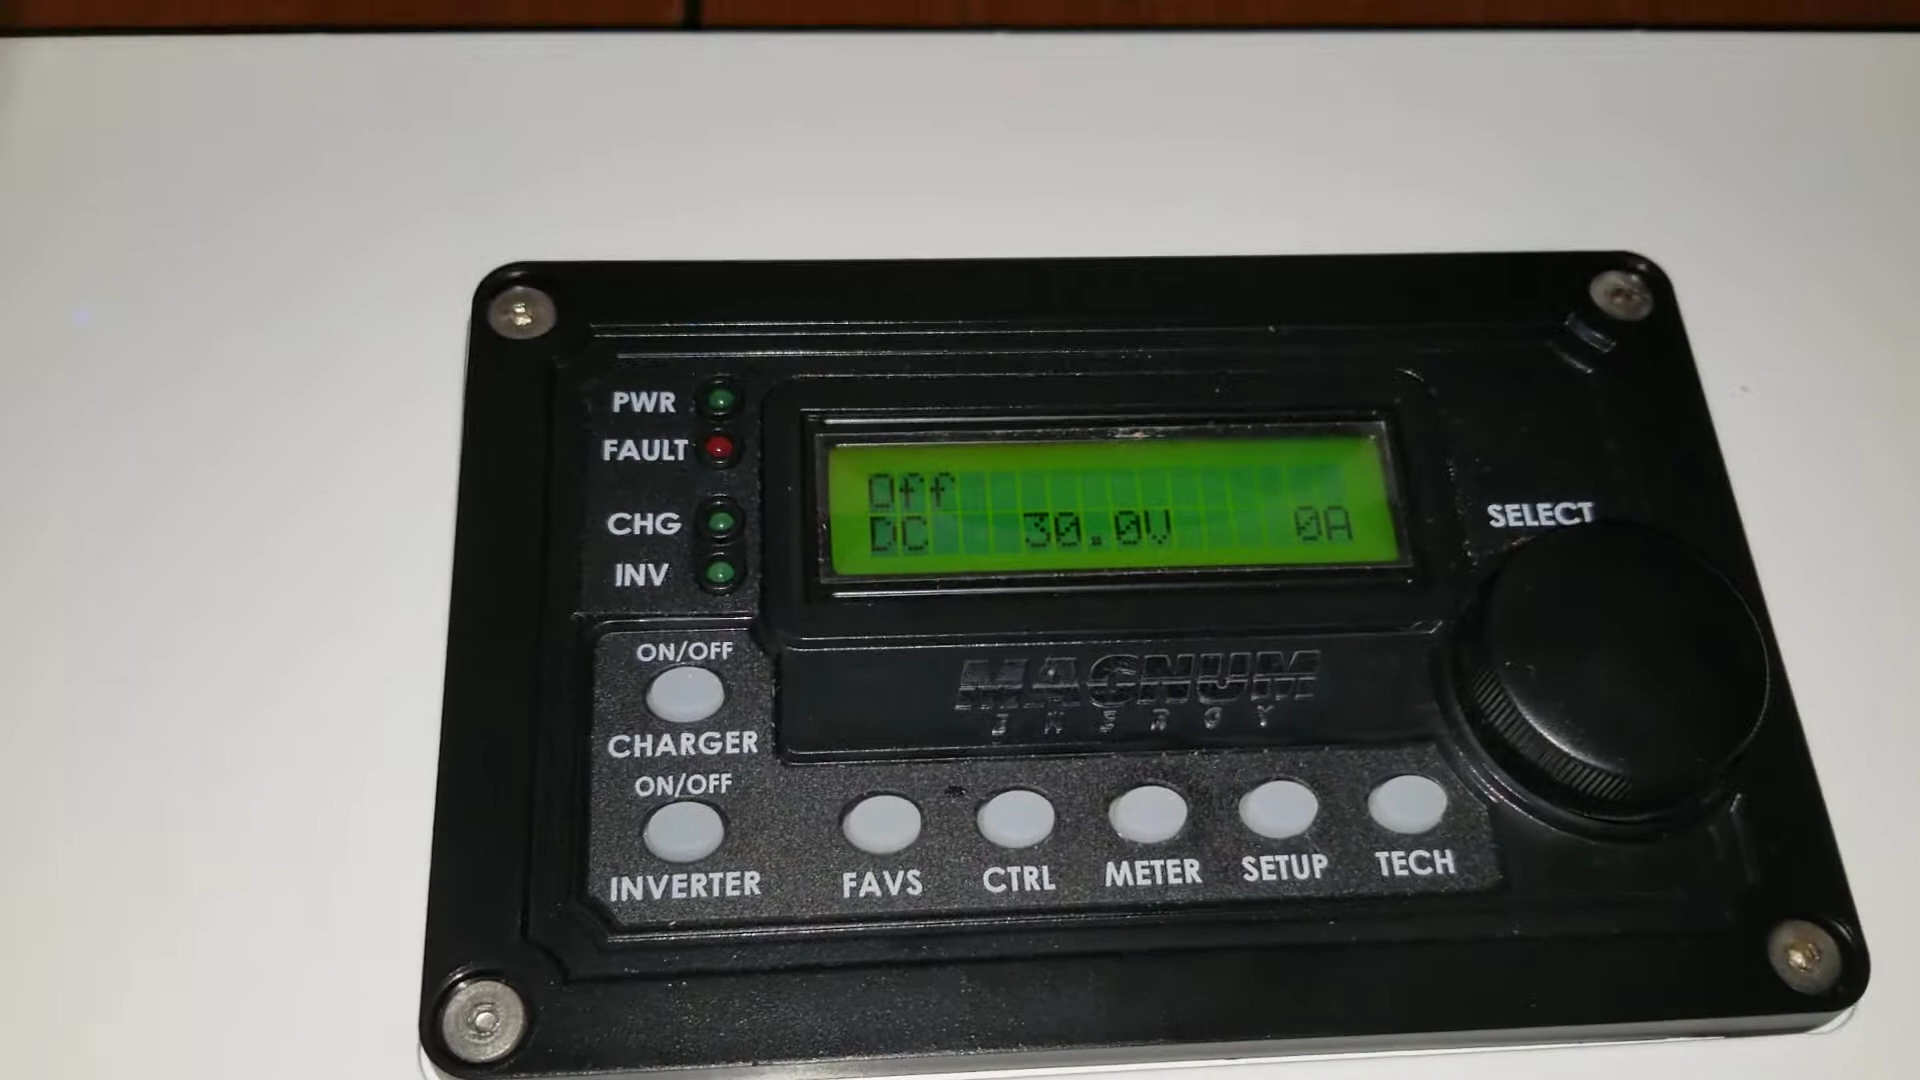 PWR
FAULT
CHG
INV
Off
DC 30.0V 0A
SELECT
ON/OFF
CHARGER
ON/OFF
INVERTER
MAGNUM
ENERGY
FAVS
CTRL
METER
SETUP
TECH